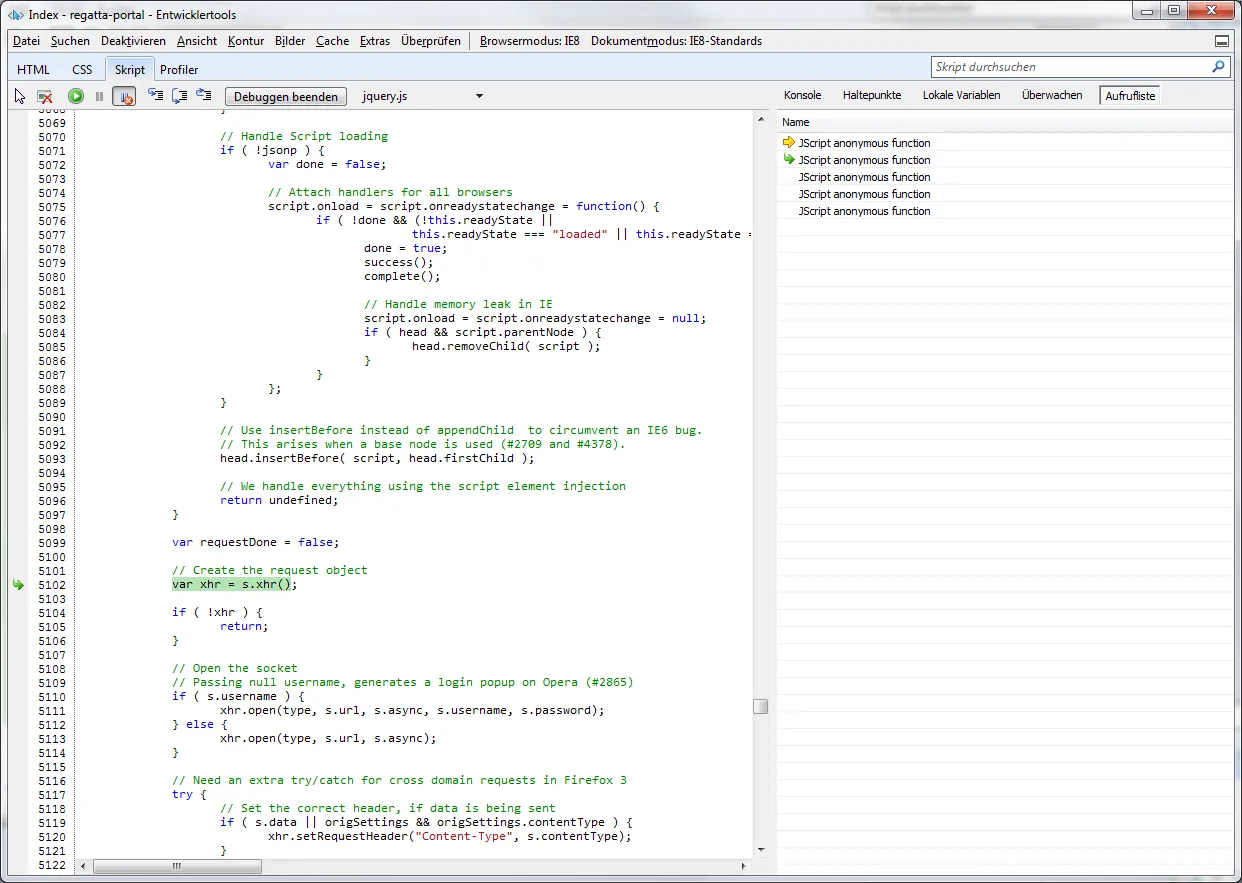 Index - regatta-portal - Entwicklertools
Datei Suchen Deaktivieren Ansicht Kontur Bilder Cache Extras Überprüfen Browsermodus: IE8 Dokumentmodus: IE8-Standards
HTML CSS Skript Profiler Skript durchsuchen
Debuggen beenden jquery.js Konsole Haltepunkte Lokale Variablen Überwachen Aufrufliste
Name
JScript anonymous function
JScript anonymous function
JScript anonymous function
JScript anonymous function
JScript anonymous function
5068 }
5069
5070 // Handle Script loading
5071 if ( !jsonp ) {
5072 var done = false;
5073
5074 // Attach handlers for all browsers
5075 script.onload = script.onreadystatechange = function() {
5076 if ( !done && (!this.readyState ||
5077 this.readyState === "loaded" || this.readyState =
5078 done = true;
5079 success();
5080 complete();
5081
5082 // Handle memory leak in IE
5083 script.onload = script.onreadystatechange = null;
5084 if ( head && script.parentNode ) {
5085 head.removeChild( script );
5086 }
5087 }
5088 };
5089 }
5090
5091 // Use insertBefore instead of appendChild  to circumvent an IE6 bug.
5092 // This arises when a base node is used (#2709 and #4378).
5093 head.insertBefore( script, head.firstChild );
5094
5095 // We handle everything using the script element injection
5096 return undefined;
5097 }
5098
5099 var requestDone = false;
5100
5101 // Create the request object
5102 var xhr = s.xhr();
5103
5104 if ( !xhr ) {
5105 return;
5106 }
5107
5108 // Open the socket
5109 // Passing null username, generates a login popup on Opera (#2865)
5110 if ( s.username ) {
5111 xhr.open(type, s.url, s.async, s.username, s.password);
5112 } else {
5113 xhr.open(type, s.url, s.async);
5114 }
5115
5116 // Need an extra try/catch for cross domain requests in Firefox 3
5117 try {
5118 // Set the correct header, if data is being sent
5119 if ( s.data || origSettings && origSettings.contentType ) {
5120 xhr.setRequestHeader("Content-Type", s.contentType);
5121 }
5122